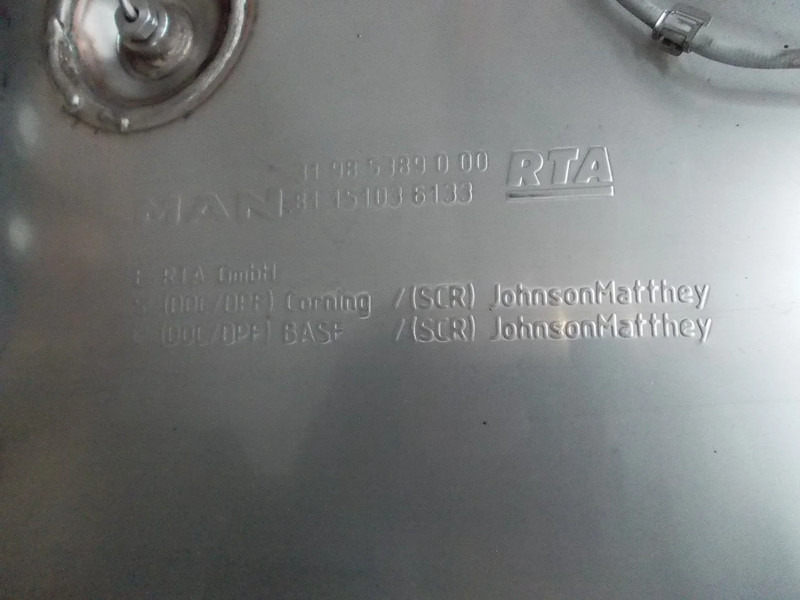 11 98 5389 0 00 RTA
MAN 81 15103 6133
F RTA GmbH
S (DOC/DPF) Corning / (SCR) JohnsonMatthey
C (DOC/DPF) BASF / (SCR) JohnsonMatthey